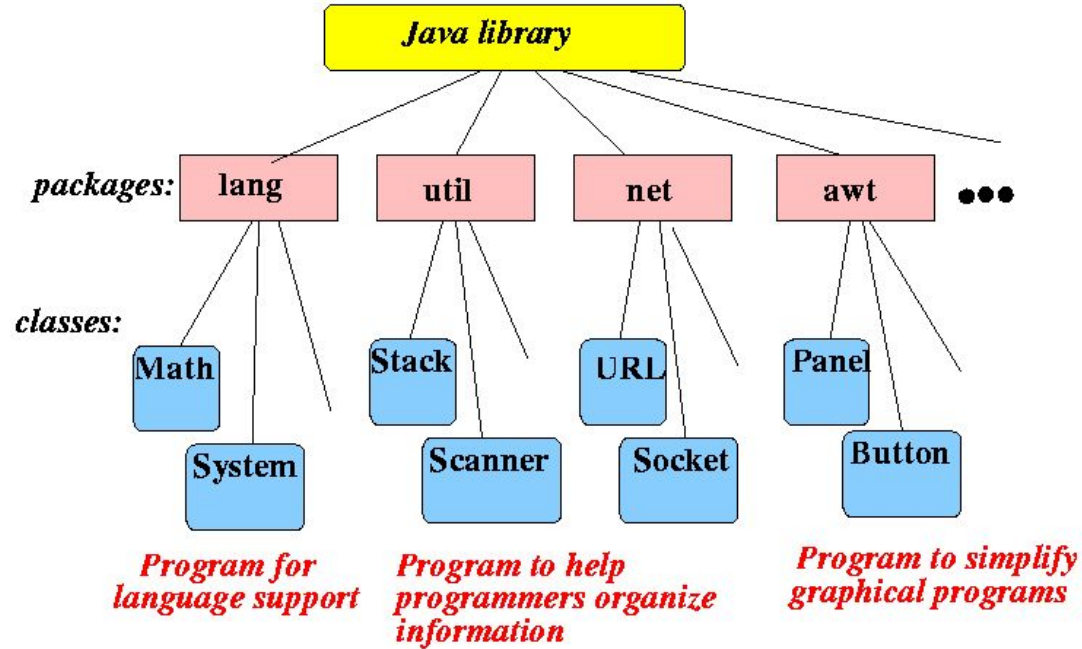 Java library
packages:
lang
util
net
awt
classes:
Math
Stack
URL
Panel
System
Scanner
Socket
Button
Program for
language support
Program to help
programmers organize
information
Program to simplify
graphical programs